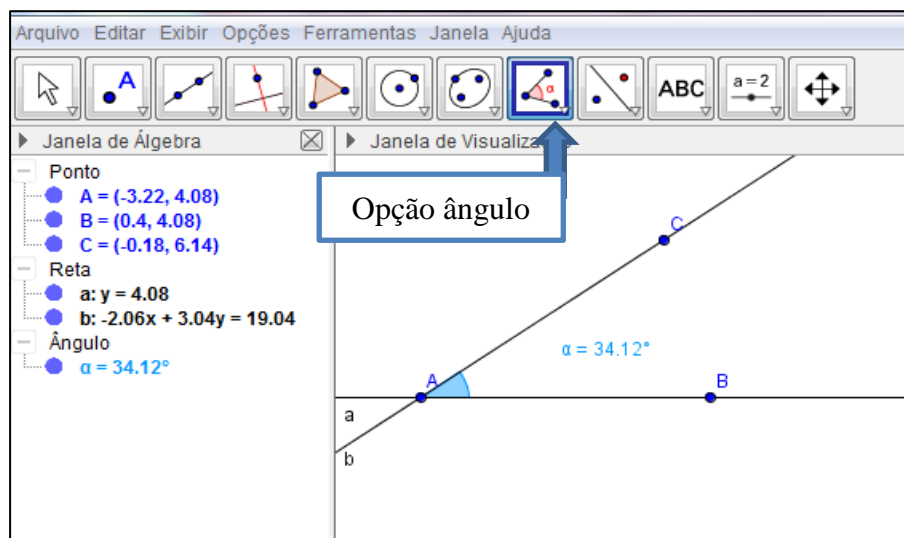 Arquivo Editar Exibir Opções Ferramentas Janela Ajuda
A
α
ABC
a=2
Janela de Álgebra
Janela de Visualiza
Opção ângulo
Ponto
A = (-3.22, 4.08)
B = (0.4, 4.08)
C = (-0.18, 6.14)
Reta
a: y = 4.08
b: -2.06x + 3.04y = 19.04
Ângulo
α = 34.12°
C
α = 34.12°
A
B
a
b